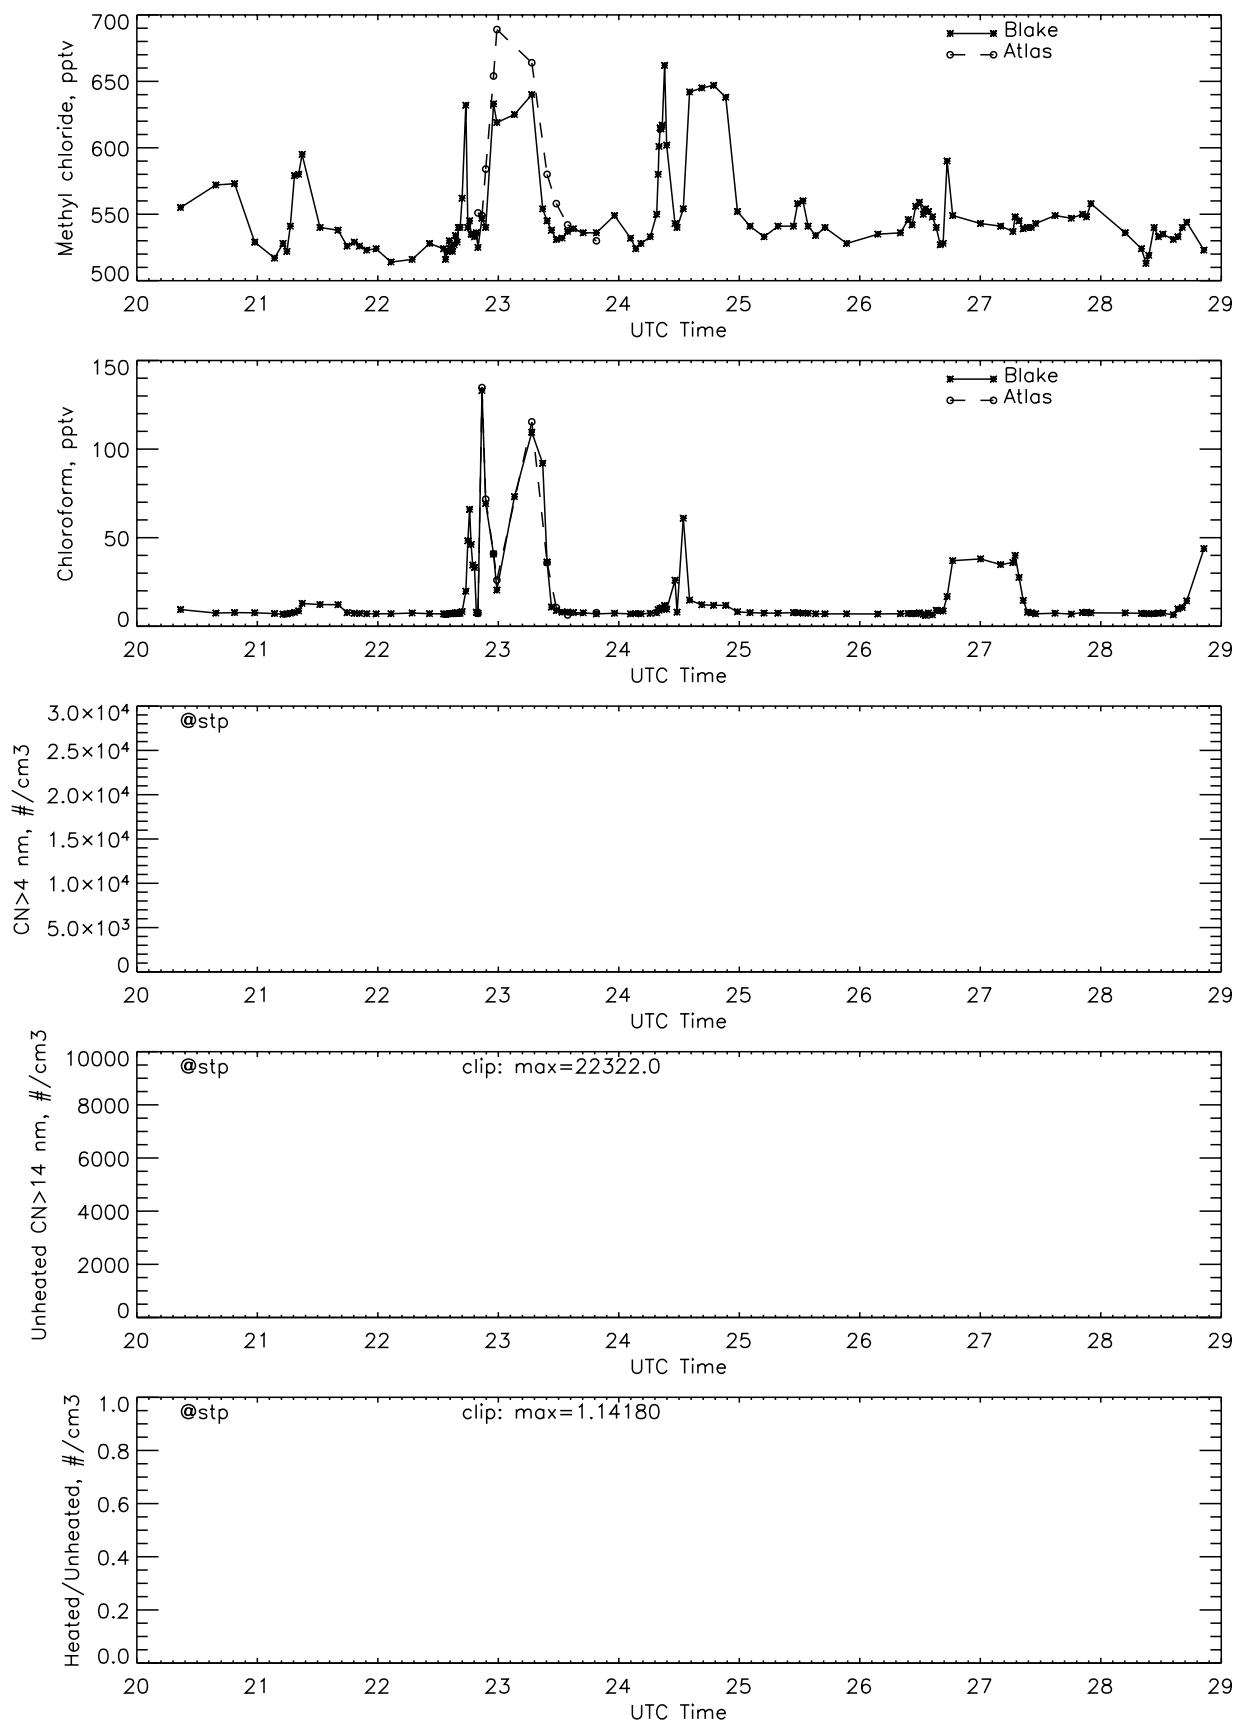 700
650
600
550
500
Methyl chloride, pptv
Blake
Atlas
20 21 22 23 24 25 26 27 28 29
UTC Time
150
100
50
0
Chloroform, pptv
Blake
Atlas
20 21 22 23 24 25 26 27 28 29
UTC Time
3.0×10⁴
2.5×10⁴
2.0×10⁴
1.5×10⁴
1.0×10⁴
5.0×10³
0
CN>4 nm, #/cm3
@stp
20 21 22 23 24 25 26 27 28 29
UTC Time
10000
8000
6000
4000
2000
0
Unheated CN>14 nm, #/cm3
@stp clip: max=22322.0
20 21 22 23 24 25 26 27 28 29
UTC Time
1.0
0.8
0.6
0.4
0.2
0.0
Heated/Unheated, #/cm3
@stp clip: max=1.14180
20 21 22 23 24 25 26 27 28 29
UTC Time